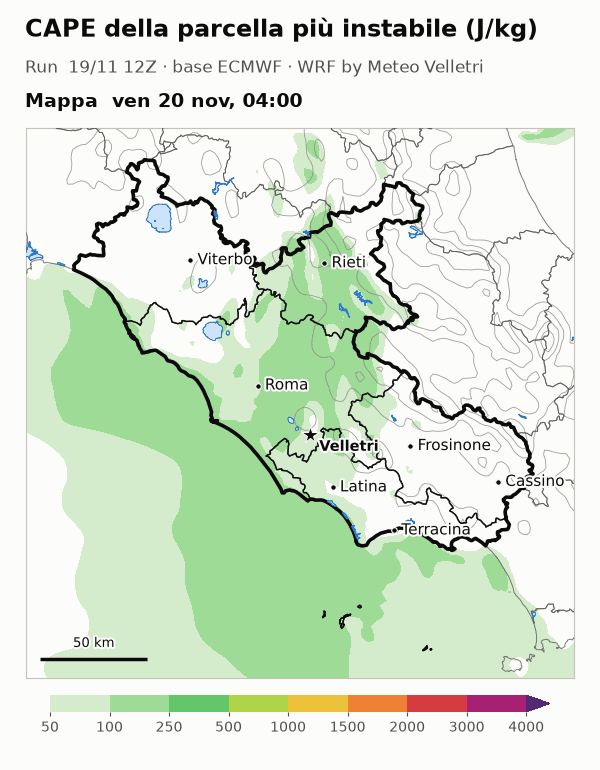 CAPE della parcella più instabile (J/kg)
Run  19/11 12Z · base ECMWF · WRF by Meteo Velletri
Mappa  ven 20 nov, 04:00
Viterbo
Rieti
Roma
Velletri
Frosinone
Cassino
Latina
Terracina
50 km
50 100 250 500 1000 1500 2000 3000 4000